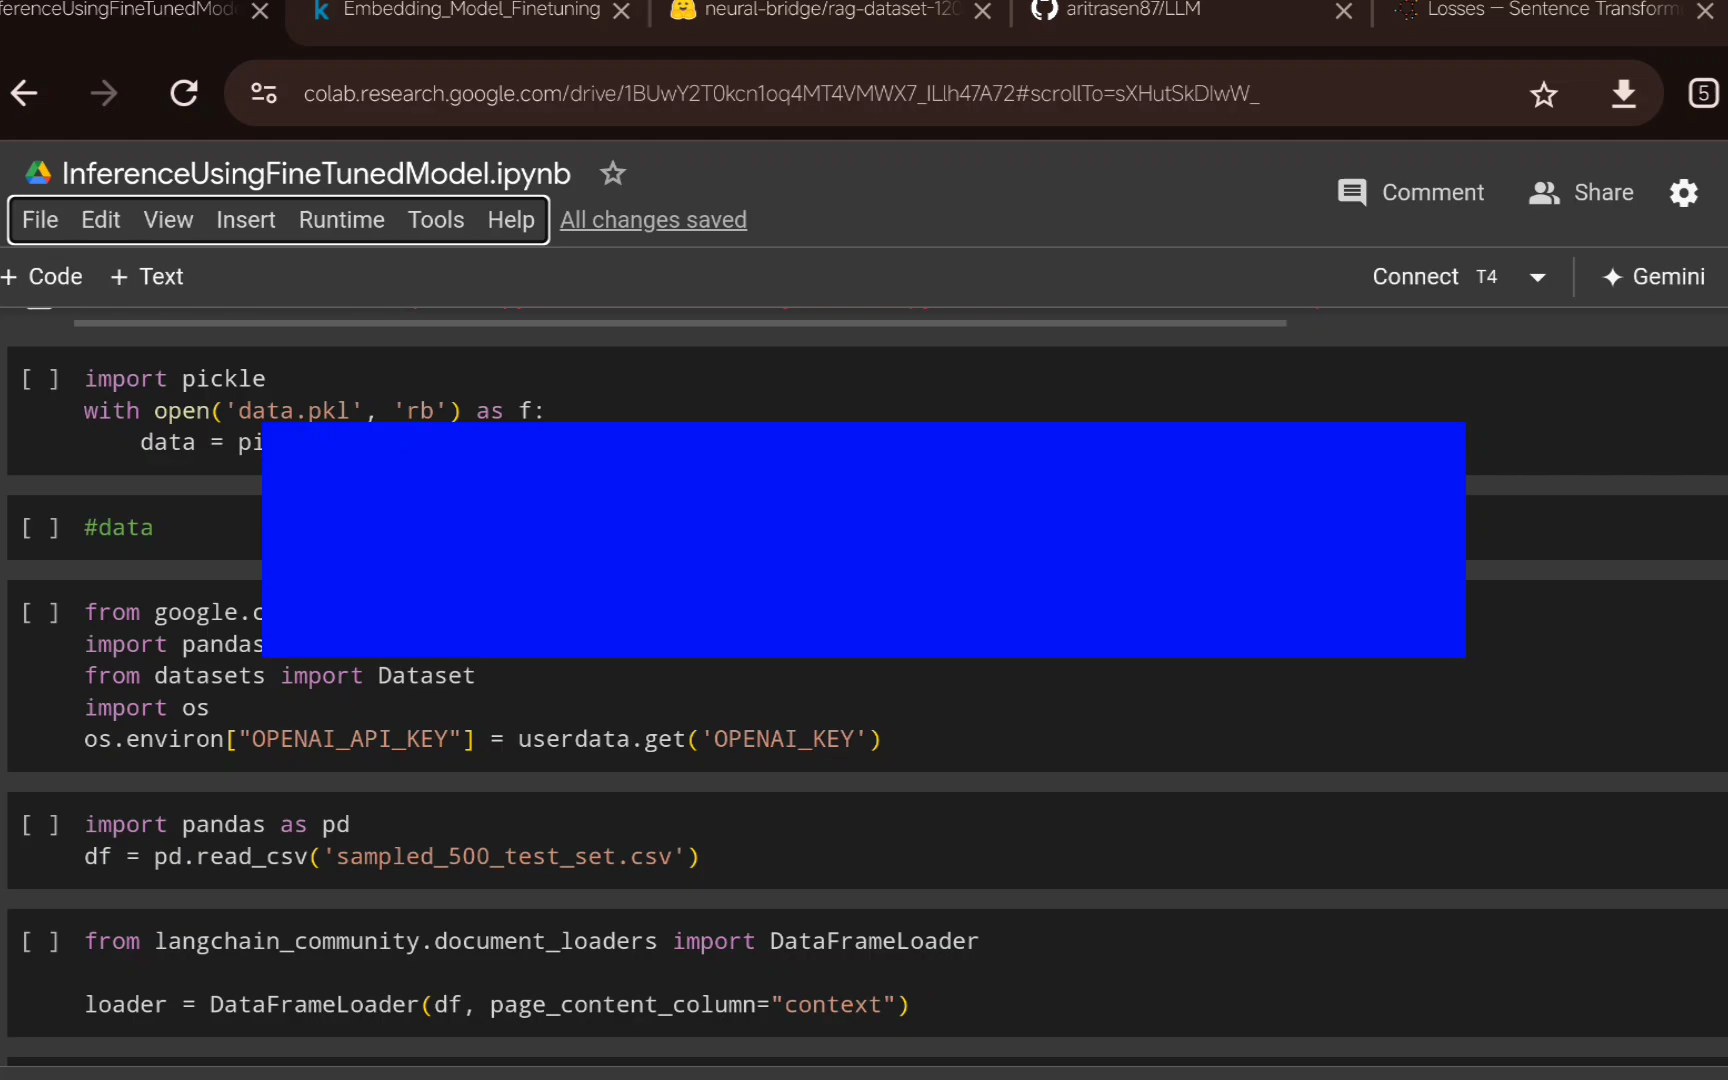 Embedding_Model_Finetuning
neural-bridge/rag-dataset-120
aritrasen87/LLM
Losses — Sentence Transform
colab.research.google.com/drive/1BUwY2T0kcn1oq4MT4VMWX7_ILlh47A72#scrollTo=sXHutSkDIwW_
5
InferenceUsingFineTunedModel.ipynb
File Edit View Insert Runtime Tools Help All changes saved
Comment Share
+ Code + Text
Connect T4 Gemini
[ ] import pickle
with open('data.pkl', 'rb') as f:
data = pi
[ ] #data
[ ] from google.c
import pandas
from datasets import Dataset
import os
os.environ["OPENAI_API_KEY"] = userdata.get('OPENAI_KEY')
[ ] import pandas as pd
df = pd.read_csv('sampled_500_test_set.csv')
[ ] from langchain_community.document_loaders import DataFrameLoader
loader = DataFrameLoader(df, page_content_column="context")